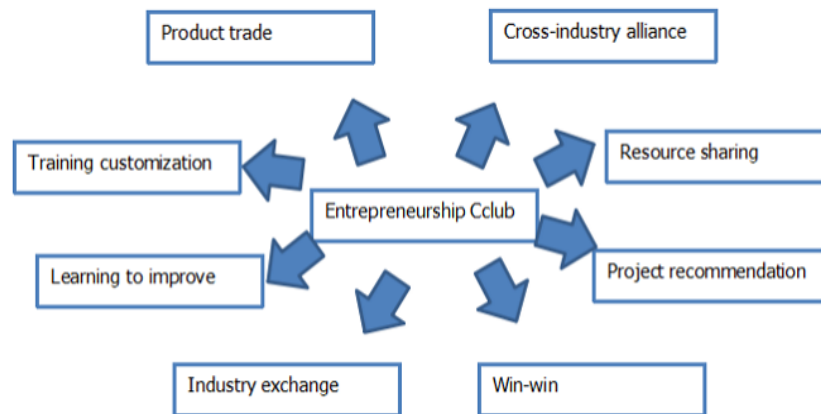 Product trade
Cross-industry alliance
Training customization
Resource sharing
Entrepreneurship Cclub
Learning to improve
Project recommendation
Industry exchange
Win-win